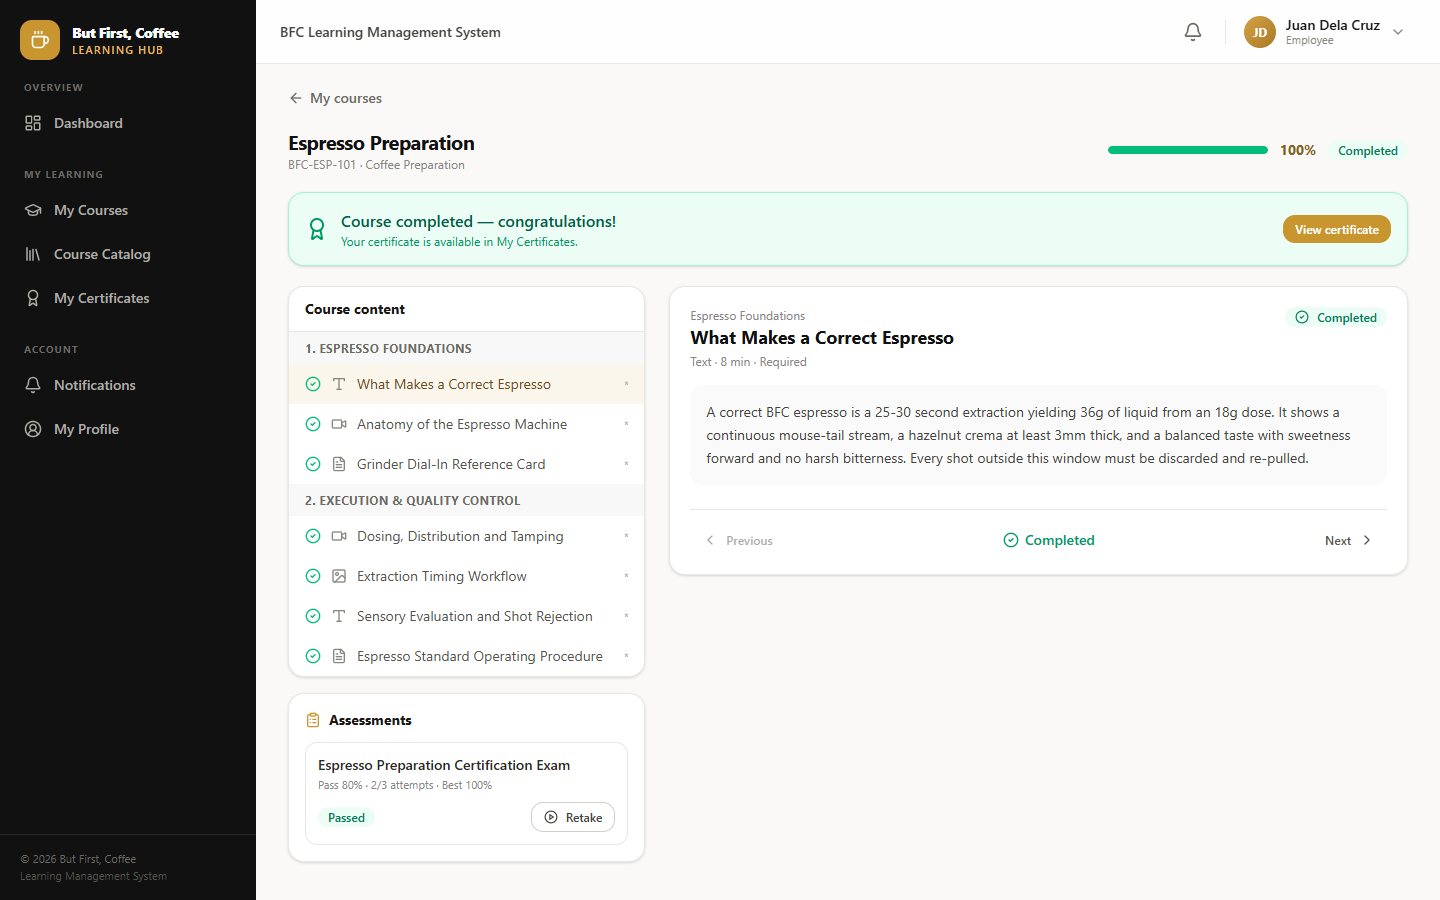 But First, Coffee
LEARNING HUB
OVERVIEW
Dashboard
MY LEARNING
My Courses
Course Catalog
My Certificates
ACCOUNT
Notifications
My Profile
© 2026 But First, Coffee
Learning Management System
BFC Learning Management System
JD
Juan Dela Cruz
Employee
My courses
Espresso Preparation
BFC-ESP-101 · Coffee Preparation
100%
Completed
Course completed — congratulations!
Your certificate is available in My Certificates.
View certificate
Course content
1. ESPRESSO FOUNDATIONS
What Makes a Correct Espresso *
Anatomy of the Espresso Machine *
Grinder Dial-In Reference Card *
2. EXECUTION & QUALITY CONTROL
Dosing, Distribution and Tamping *
Extraction Timing Workflow *
Sensory Evaluation and Shot Rejection *
Espresso Standard Operating Procedure *
Assessments
Espresso Preparation Certification Exam
Pass 80% · 2/3 attempts · Best 100%
Passed
Retake
Espresso Foundations
Completed
What Makes a Correct Espresso
Text · 8 min · Required
A correct BFC espresso is a 25-30 second extraction yielding 36g of liquid from an 18g dose. It shows a
continuous mouse-tail stream, a hazelnut crema at least 3mm thick, and a balanced taste with sweetness
forward and no harsh bitterness. Every shot outside this window must be discarded and re-pulled.
Previous
Completed
Next